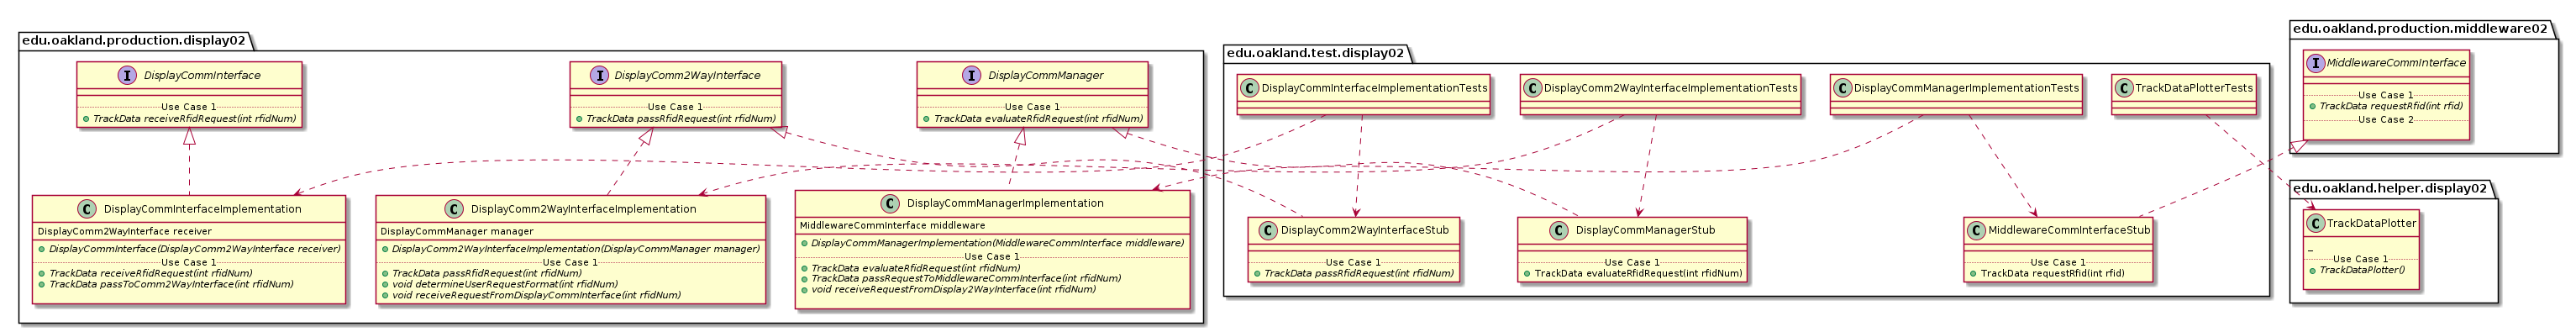 edu.oakland.production.display02
I DisplayCommInterface
Use Case 1
TrackData receiveRfidRequest(int rfidNum)
I DisplayComm2WayInterface
Use Case 1
TrackData passRfidRequest(int rfidNum)
I DisplayCommManager
Use Case 1
TrackData evaluateRfidRequest(int rfidNum)
C DisplayCommInterfaceImplementation
DisplayComm2WayInterface receiver
DisplayCommInterface(DisplayComm2WayInterface receiver)
Use Case 1
TrackData receiveRfidRequest(int rfidNum)
TrackData passToComm2WayInterface(int rfidNum)
C DisplayComm2WayInterfaceImplementation
DisplayCommManager manager
DisplayComm2WayInterfaceImplementation(DisplayCommManager manager)
Use Case 1
TrackData passRfidRequest(int rfidNum)
void determineUserRequestFormat(int rfidNum)
void receiveRequestFromDisplayCommInterface(int rfidNum)
C DisplayCommManagerImplementation
MiddlewareCommInterface middleware
DisplayCommManagerImplementation(MiddlewareCommInterface middleware)
Use Case 1
TrackData evaluateRfidRequest(int rfidNum)
TrackData passRequestToMiddlewareCommInterface(int rfidNum)
void receiveRequestFromDisplay2WayInterface(int rfidNum)
edu.oakland.test.display02
C DisplayCommInterfaceImplementationTests
C DisplayComm2WayInterfaceImplementationTests
C DisplayCommManagerImplementationTests
C TrackDataPlotterTests
C DisplayComm2WayInterfaceStub
Use Case 1
TrackData passRfidRequest(int rfidNum)
C DisplayCommManagerStub
Use Case 1
TrackData evaluateRfidRequest(int rfidNum)
C MiddlewareCommInterfaceStub
Use Case 1
TrackData requestRfid(int rfid)
edu.oakland.production.middleware02
I MiddlewareCommInterface
Use Case 1
TrackData requestRfid(int rfid)
Use Case 2
edu.oakland.helper.display02
C TrackDataPlotter
--
Use Case 1
TrackDataPlotter()